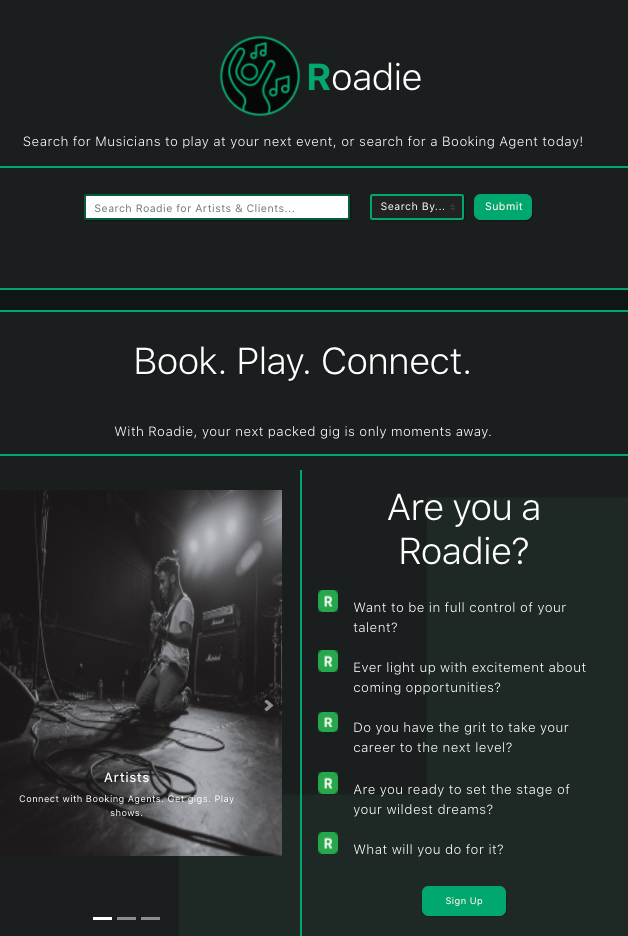 Roadie
Search for Musicians to play at your next event, or search for a Booking Agent today!
Search Roadie for Artists & Clients...
Search By...
Submit
Book. Play. Connect.
With Roadie, your next packed gig is only moments away.
Artists
Connect with Booking Agents. Get gigs. Play
shows.
Are you a
Roadie?
R
Want to be in full control of your
talent?
R
Ever light up with excitement about
coming opportunities?
R
Do you have the grit to take your
career to the next level?
R
Are you ready to set the stage of
your wildest dreams?
R
What will you do for it?
Sign Up